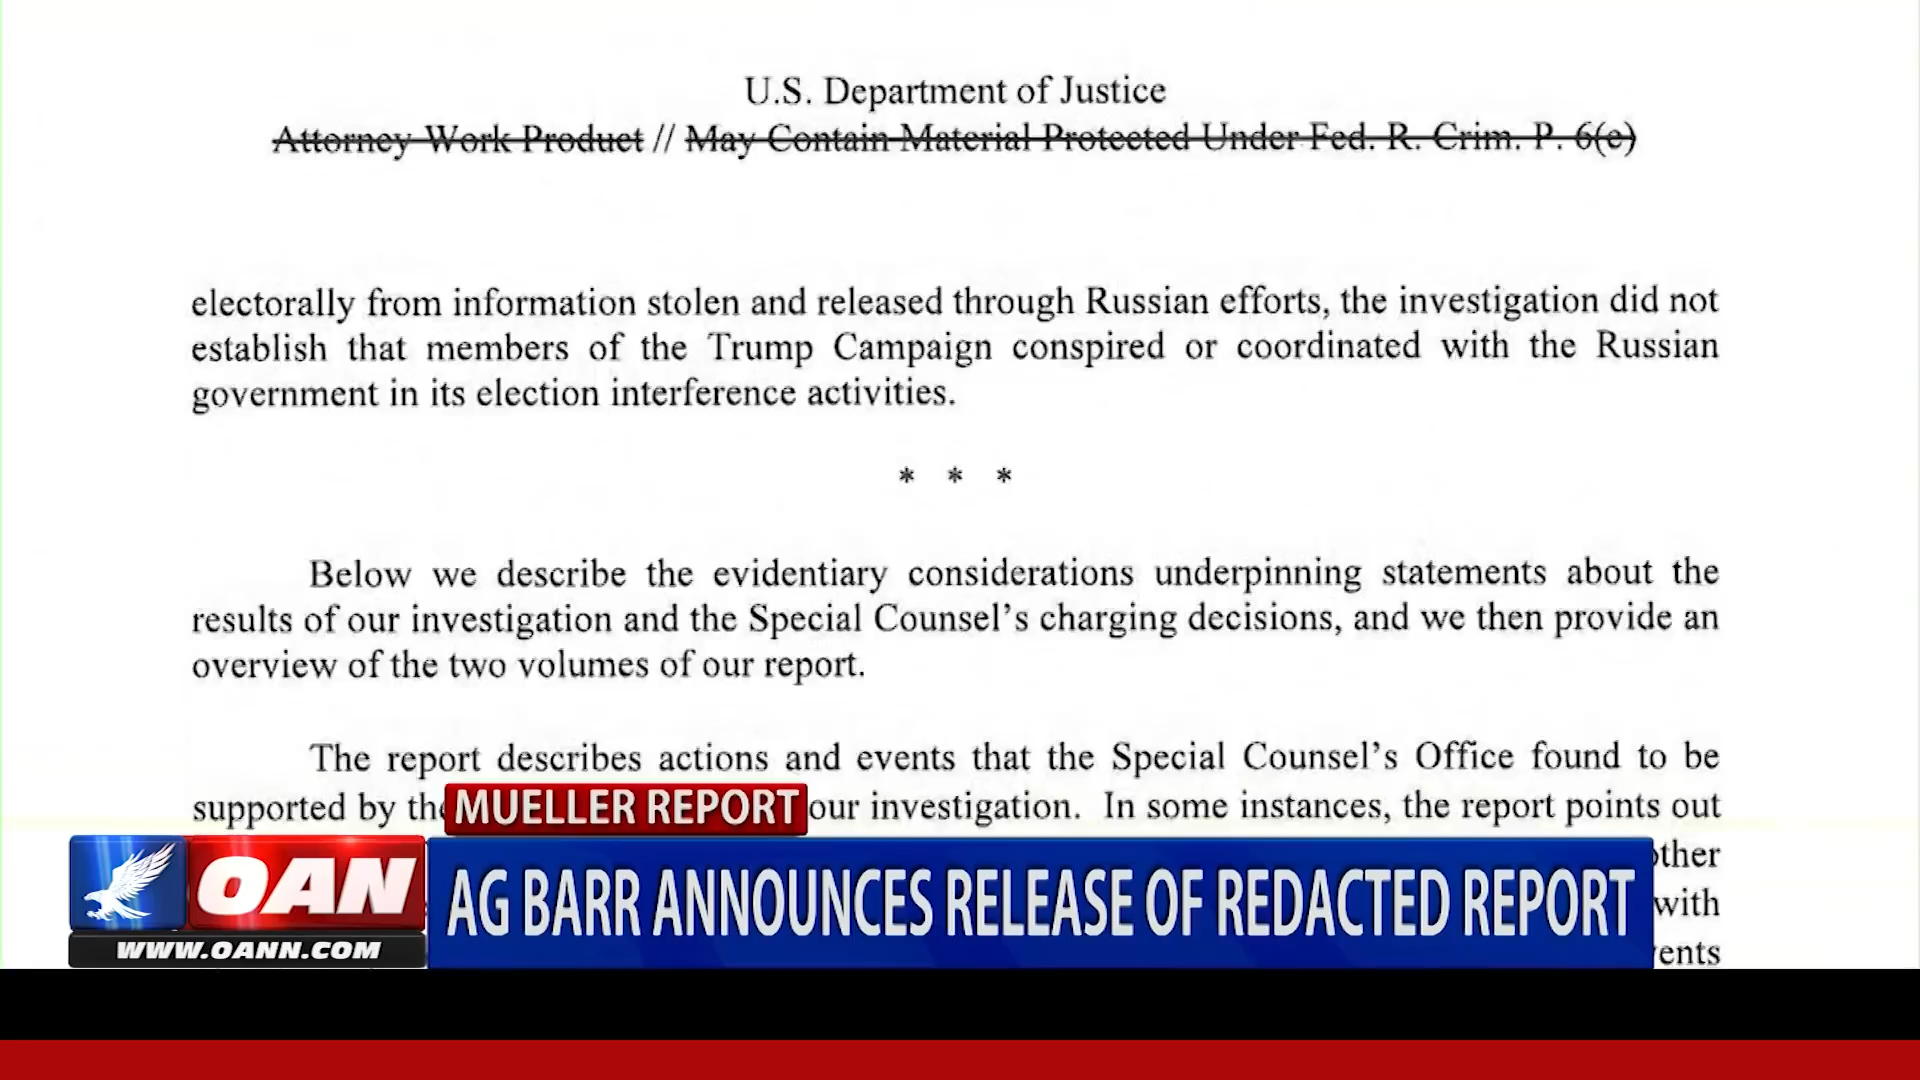 U.S. Department of Justice
Attorney Work Product // May Contain Material Protected Under Fed. R. Crim. P. 6(e)
electorally from information stolen and released through Russian efforts, the investigation did not
establish that members of the Trump Campaign conspired or coordinated with the Russian
government in its election interference activities.
* * *
Below we describe the evidentiary considerations underpinning statements about the
results of our investigation and the Special Counsel's charging decisions, and we then provide an
overview of the two volumes of our report.
The report describes actions and events that the Special Counsel's Office found to be
supported by the our investigation. In some instances, the report points out
MUELLER REPORT
with
OAN
AG BARR ANNOUNCES RELEASE OF REDACTED REPORT
WWW.OANN.COM